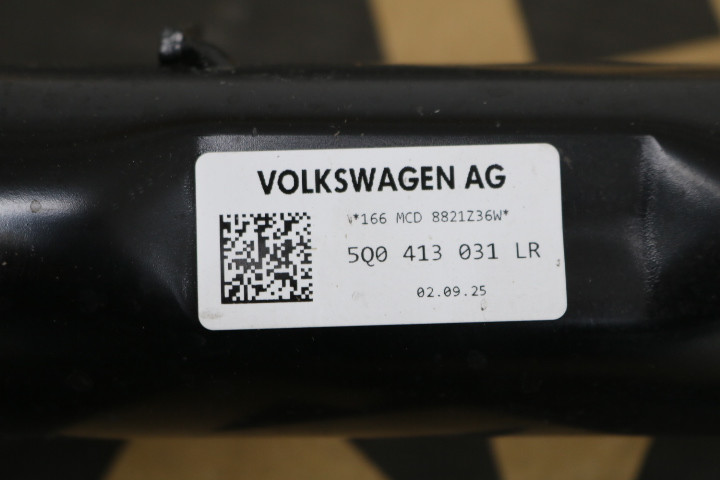 VOLKSWAGEN AG
V*166 MCD 8821Z36W*
5Q0 413 031 LR
02.09.25